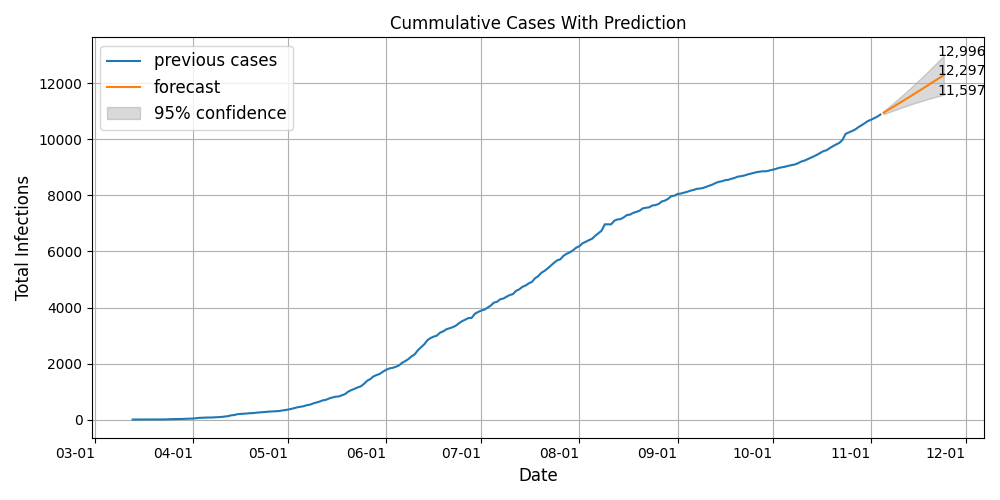 Cummulative Cases With Prediction
previous cases
forecast
95% confidence
12,996
12,297
11,597
Total Infections
12000
10000
8000
6000
4000
2000
0
03-01 04-01 05-01 06-01 07-01 08-01 09-01 10-01 11-01 12-01
Date